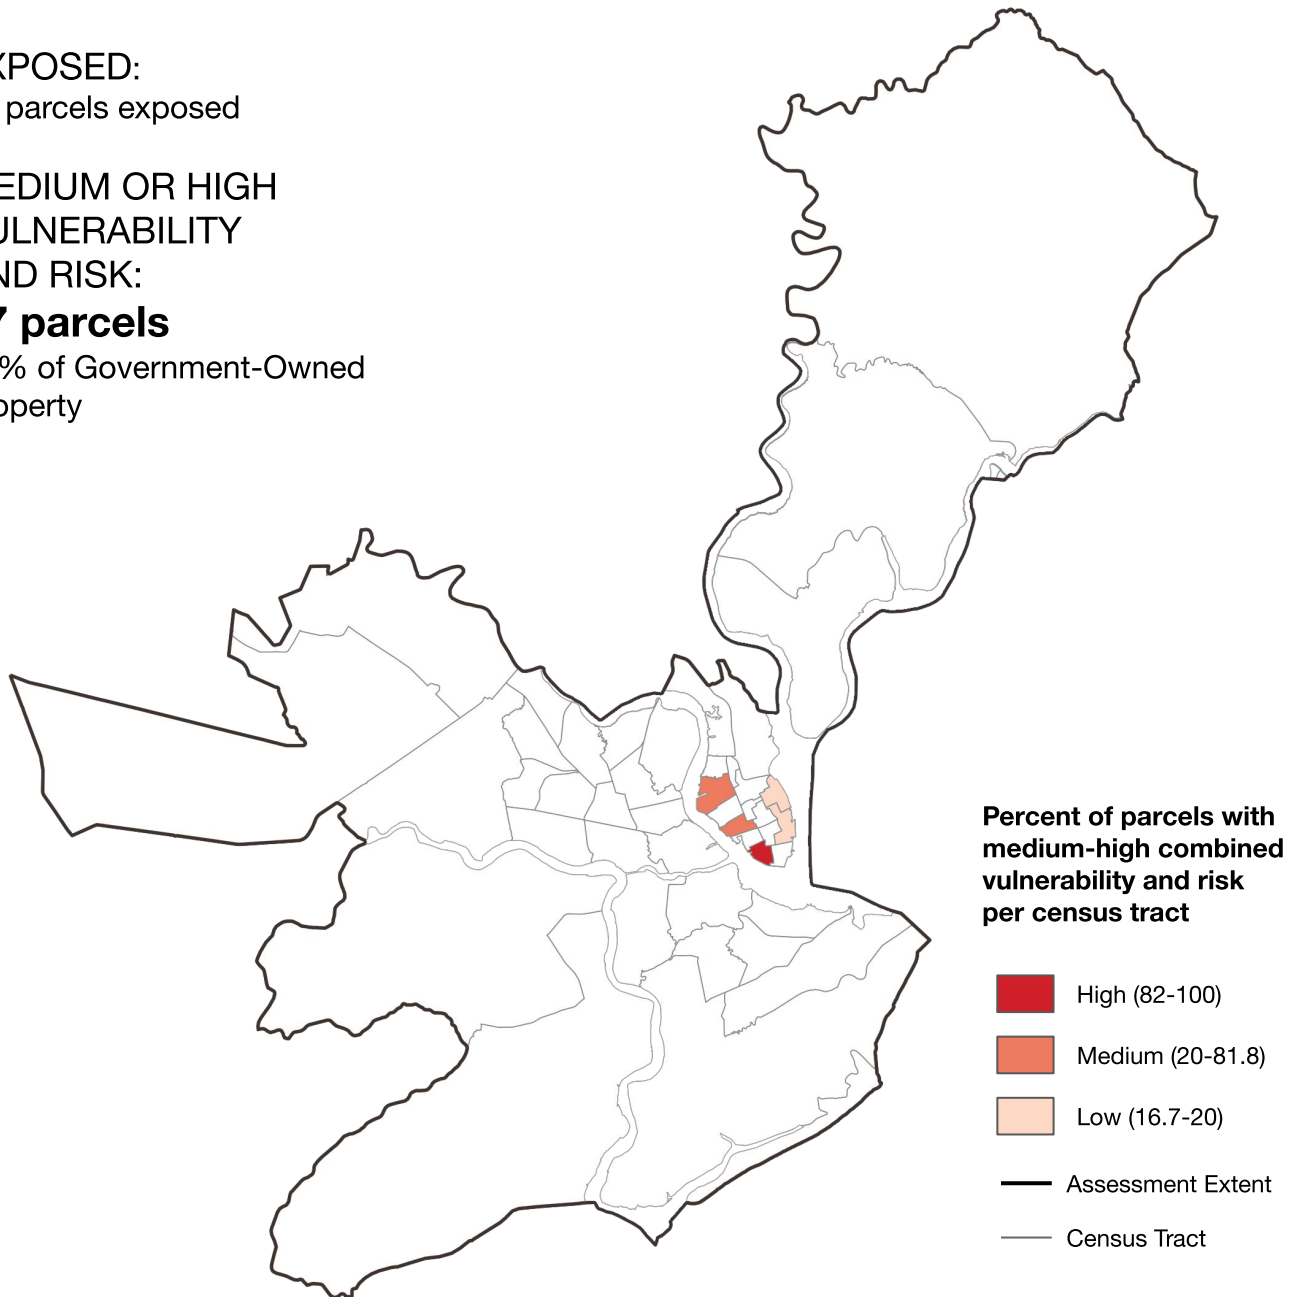 XPOSED:
parcels exposed
EDIUM OR HIGH
ULNERABILITY
ND RISK:
7 parcels
% of Government-Owned
operty
Percent of parcels with
medium-high combined
vulnerability and risk
per census tract
High (82-100)
Medium (20-81.8)
Low (16.7-20)
Assessment Extent
Census Tract